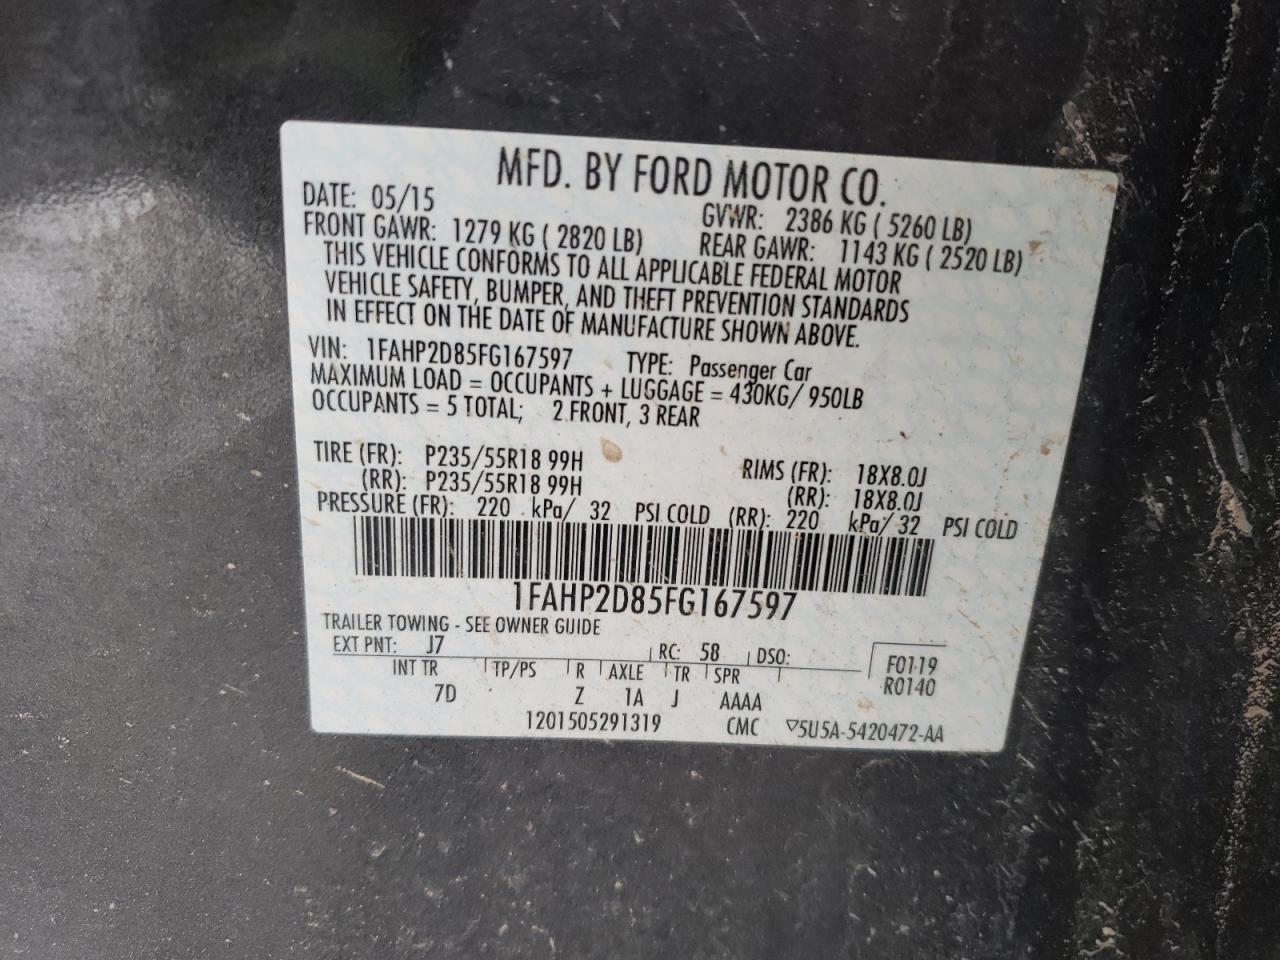 MFD. BY FORD MOTOR CO.
DATE: 05/15 GVWR: 2386 KG ( 5260 LB)
FRONT GAWR: 1279 KG ( 2820 LB) REAR GAWR: 1143 KG ( 2520 LB)
THIS VEHICLE CONFORMS TO ALL APPLICABLE FEDERAL MOTOR
VEHICLE SAFETY, BUMPER, AND THEFT PREVENTION STANDARDS
IN EFFECT ON THE DATE OF MANUFACTURE SHOWN ABOVE.
VIN: 1FAHP2D85FG167597 TYPE: Passenger Car
MAXIMUM LOAD = OCCUPANTS + LUGGAGE = 430KG/ 950LB
OCCUPANTS = 5 TOTAL; 2 FRONT, 3 REAR
TIRE (FR): P235/55R18 99H RIMS (FR): 18X8.0J
(RR): P235/55R18 99H (RR): 18X8.0J
PRESSURE (FR): 220 kPa/ 32 PSI COLD (RR): 220 kPa/ 32 PSI COLD
1FAHP2D85FG167597
TRAILER TOWING - SEE OWNER GUIDE
EXT PNT: J7 RC: 58 DSO:
INT TR TP/PS R AXLE TR SPR
7D Z 1A J AAAA
F0119
R0140
1201505291319 CMC ▽5U5A-5420472-AA